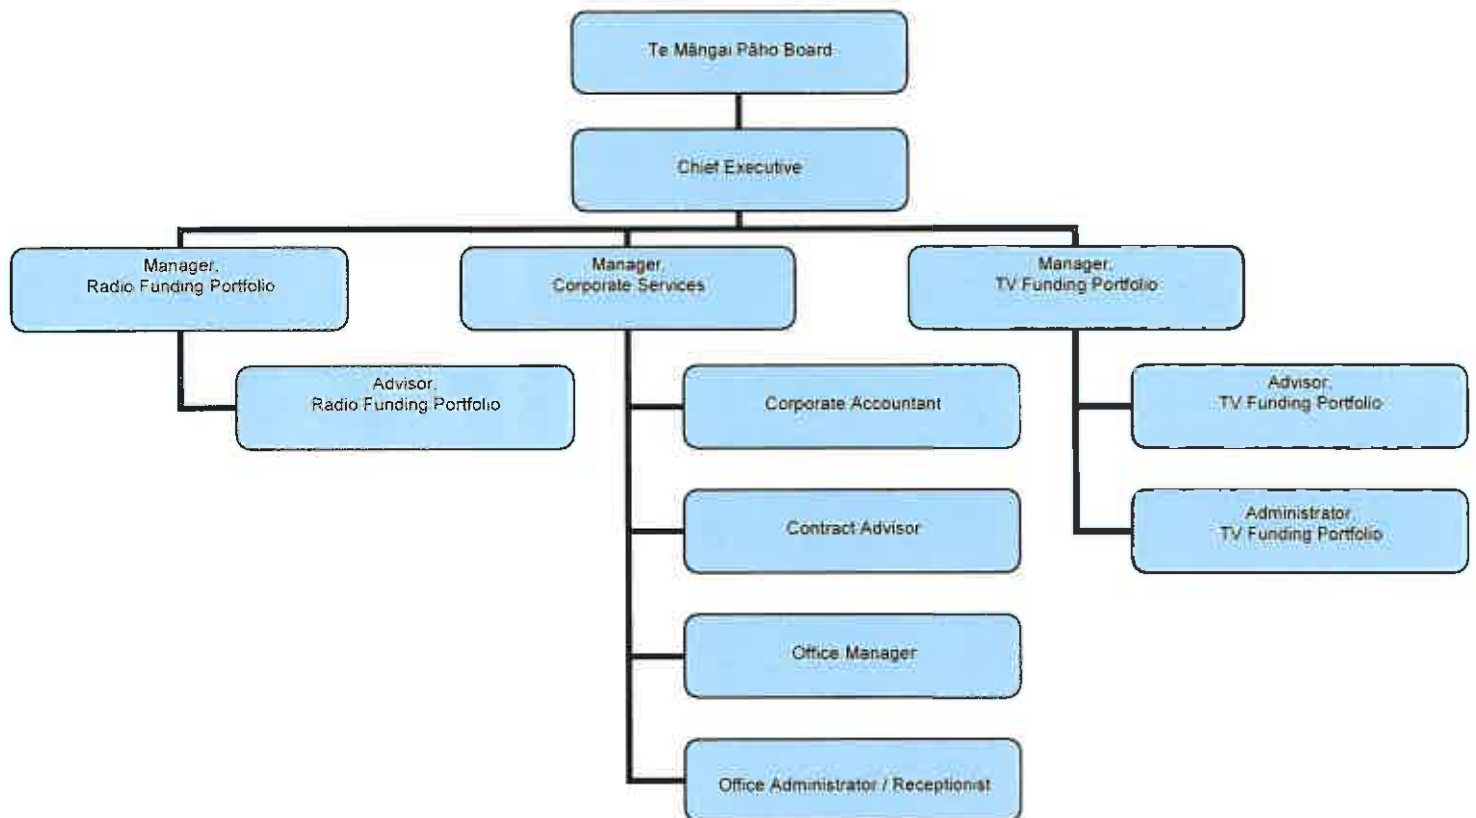 Te Māngai Pāho Board
Chief Executive
Manager,
Radio Funding Portfolio
Manager,
Corporate Services
Manager,
TV Funding Portfolio
Advisor,
Radio Funding Portfolio
Corporate Accountant
Contract Advisor
Office Manager
Office Administrator / Receptionist
Advisor,
TV Funding Portfolio
Administrator,
TV Funding Portfolio